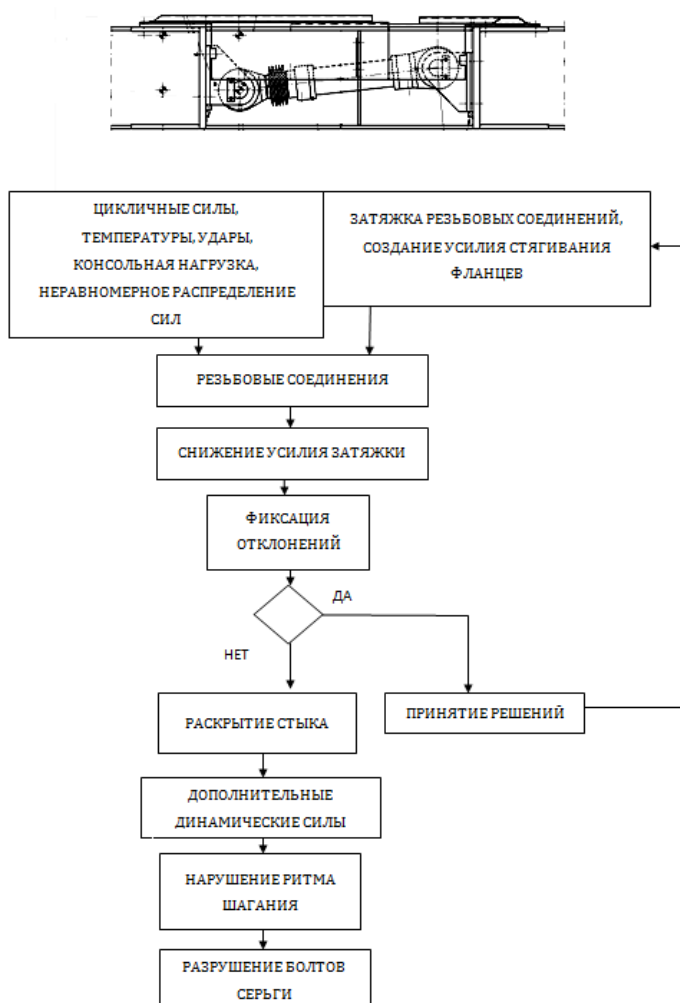 ЦИКЛИЧНЫЕ СИЛЫ,
ТЕМПЕРАТУРЫ, УДАРЫ,
КОНСОЛЬНАЯ НАГРУЗКА,
НЕРАВНОМЕРНОЕ РАСПРЕДЕЛЕНИЕ
СИЛ
ЗАТЯЖКА РЕЗЬБОВЫХ СОЕДИНЕНИЙ,
СОЗДАНИЕ УСИЛИЯ СТЯГИВАНИЯ
ФЛАНЦЕВ
РЕЗЬБОВЫЕ СОЕДИНЕНИЯ
СНИЖЕНИЕ УСИЛИЯ ЗАТЯЖКИ
ФИКСАЦИЯ
ОТКЛОНЕНИЙ
ДА
НЕТ
РАСКРЫТИЕ СТЫКА
ПРИНЯТИЕ РЕШЕНИЙ
ДОПОЛНИТЕЛЬНЫЕ
ДИНАМИЧЕСКИЕ СИЛЫ
НАРУШЕНИЕ РИТМА
ШАГАНИЯ
РАЗРУШЕНИЕ БОЛТОВ
СЕРЬГИ